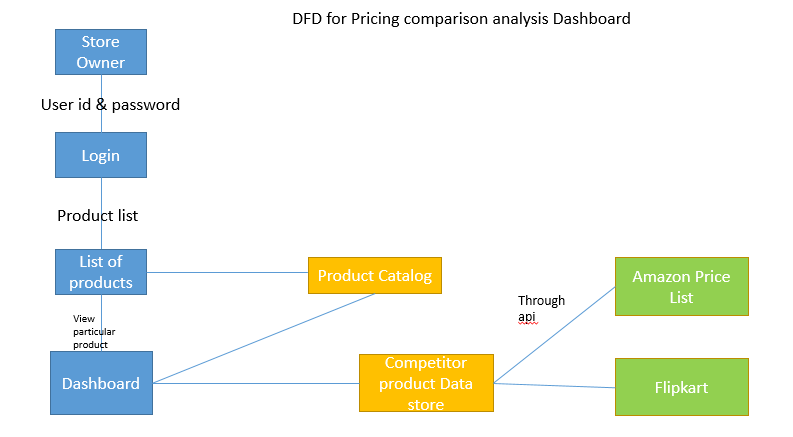 DFD for Pricing comparison analysis Dashboard
Store
Owner
User id & password
Login
Product list
List of
products
Product Catalog
Amazon Price
List
Through
api
View
particular
product
Dashboard
Competitor
product Data
store
Flipkart